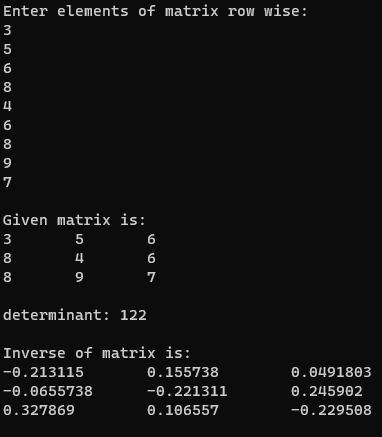 Enter elements of matrix row wise:
3
5
6
8
4
6
8
9
7
Given matrix is:
3 5 6
8 4 6
8 9 7
determinant: 122
Inverse of matrix is:
-0.213115 0.155738 0.0491803
-0.0655738 -0.221311 0.245902
0.327869 0.106557 -0.229508